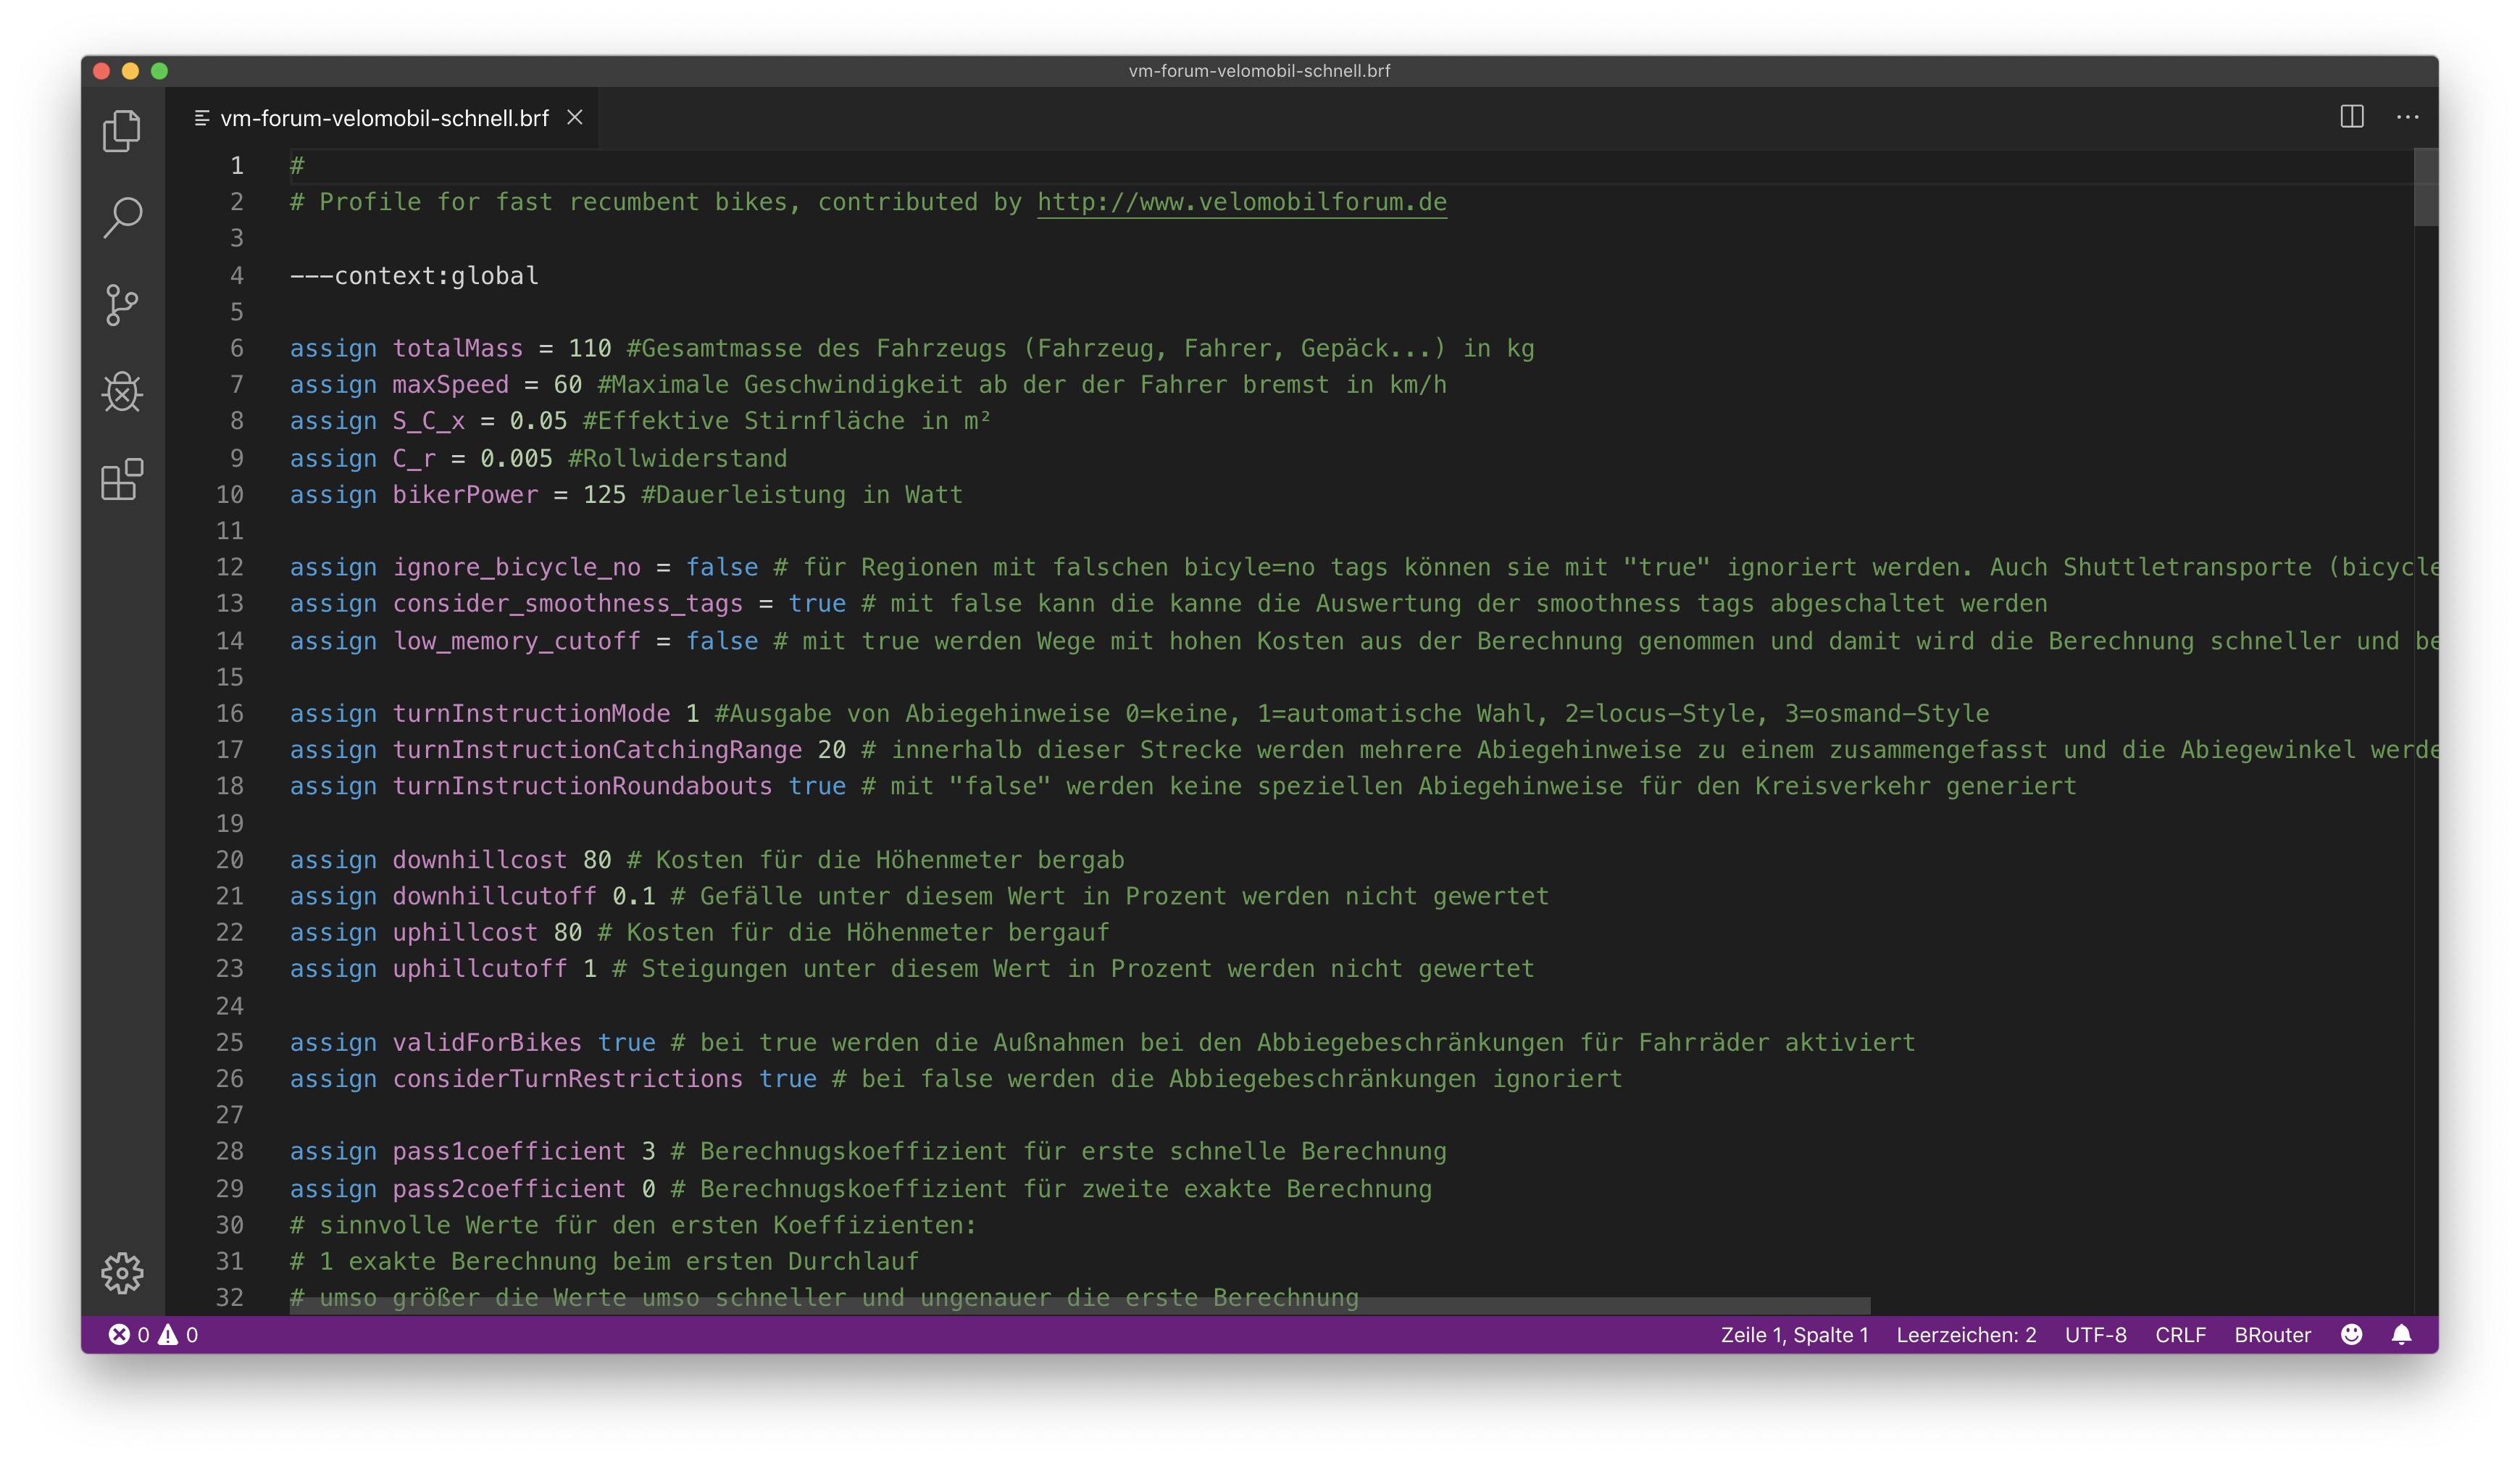 vm-forum-velomobil-schnell.brf
vm-forum-velomobil-schnell.brf
1 #
2 # Profile for fast recumbent bikes, contributed by http://www.velomobilforum.de
3
4 ---context:global
5
6 assign totalMass = 110 #Gesamtmasse des Fahrzeugs (Fahrzeug, Fahrer, Gepäck...) in kg
7 assign maxSpeed = 60 #Maximale Geschwindigkeit ab der der Fahrer bremst in km/h
8 assign S_C_x = 0.05 #Effektive Stirnfläche in m²
9 assign C_r = 0.005 #Rollwiderstand
10 assign bikerPower = 125 #Dauerleistung in Watt
11
12 assign ignore_bicycle_no = false # für Regionen mit falschen bicyle=no tags können sie mit "true" ignoriert werden. Auch Shuttletransporte (bicycle
13 assign consider_smoothness_tags = true # mit false kann die kanne die Auswertung der smoothness tags abgeschaltet werden
14 assign low_memory_cutoff = false # mit true werden Wege mit hohen Kosten aus der Berechnung genommen und damit wird die Berechnung schneller und be
15
16 assign turnInstructionMode 1 #Ausgabe von Abiegehinweise 0=keine, 1=automatische Wahl, 2=locus-Style, 3=osmand-Style
17 assign turnInstructionCatchingRange 20 # innerhalb dieser Strecke werden mehrere Abiegehinweise zu einem zusammengefasst und die Abiegewinkel werde
18 assign turnInstructionRoundabouts true # mit "false" werden keine speziellen Abiegehinweise für den Kreisverkehr generiert
19
20 assign downhillcost 80 # Kosten für die Höhenmeter bergab
21 assign downhillcutoff 0.1 # Gefälle unter diesem Wert in Prozent werden nicht gewertet
22 assign uphillcost 80 # Kosten für die Höhenmeter bergauf
23 assign uphillcutoff 1 # Steigungen unter diesem Wert in Prozent werden nicht gewertet
24
25 assign validForBikes true # bei true werden die Außnahmen bei den Abbiegebeschränkungen für Fahrräder aktiviert
26 assign considerTurnRestrictions true # bei false werden die Abbiegebeschränkungen ignoriert
27
28 assign pass1coefficient 3 # Berechnugskoeffizient für erste schnelle Berechnung
29 assign pass2coefficient 0 # Berechnugskoeffizient für zweite exakte Berechnung
30 # sinnvolle Werte für den ersten Koeffizienten:
31 # 1 exakte Berechnung beim ersten Durchlauf
32 # umso größer die Werte umso schneller und ungenauer die erste Berechnung
0 0 Zeile 1, Spalte 1 Leerzeichen: 2 UTF-8 CRLF BRouter